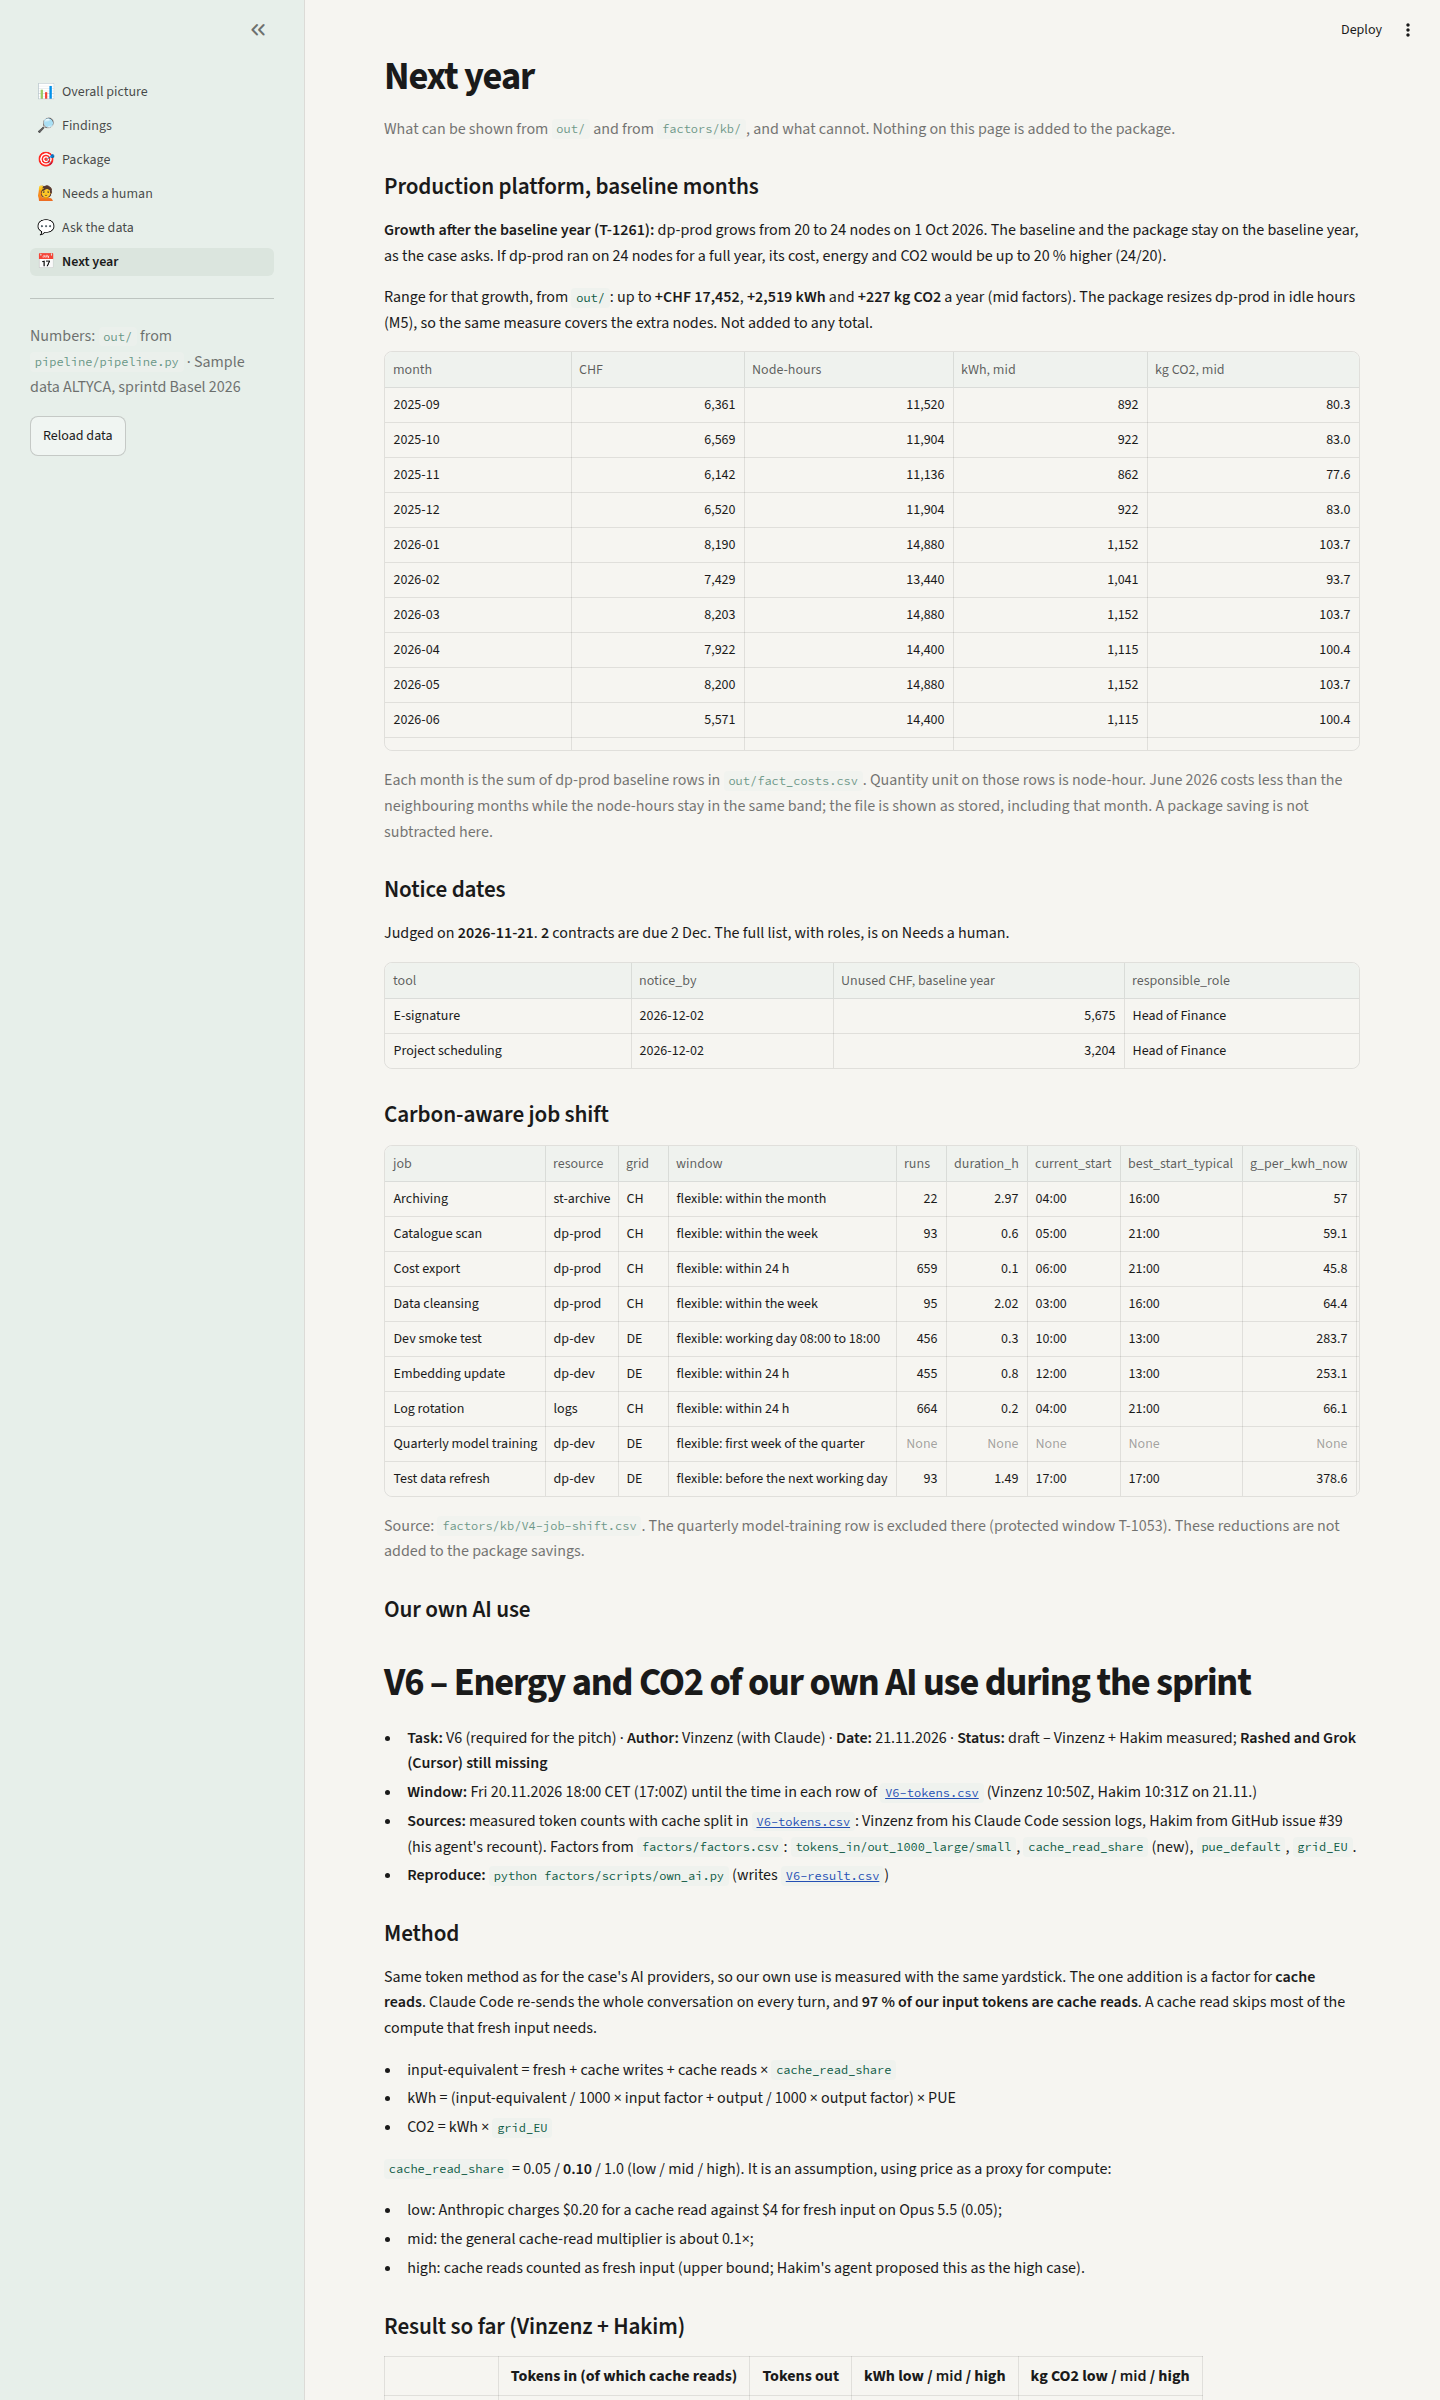 Deploy
Overall picture
Findings
Package
Needs a human
Ask the data
Next year
Numbers: out/ from
pipeline/pipeline.py · Sample
data ALTYCA, sprintd Basel 2026
Reload data
Next year
What can be shown from out/ and from factors/kb/ , and what cannot. Nothing on this page is added to the package.
Production platform, baseline months
Growth after the baseline year (T-1261): dp-prod grows from 20 to 24 nodes on 1 Oct 2026. The baseline and the package stay on the baseline year,
as the case asks. If dp-prod ran on 24 nodes for a full year, its cost, energy and CO2 would be up to 20 % higher (24/20).
Range for that growth, from out/ : up to +CHF 17,452, +2,519 kWh and +227 kg CO2 a year (mid factors). The package resizes dp-prod in idle hours
(M5), so the same measure covers the extra nodes. Not added to any total.
month CHF Node-hours kWh, mid kg CO2, mid
2025-09 6,361 11,520 892 80.3
2025-10 6,569 11,904 922 83.0
2025-11 6,142 11,136 862 77.6
2025-12 6,520 11,904 922 83.0
2026-01 8,190 14,880 1,152 103.7
2026-02 7,429 13,440 1,041 93.7
2026-03 8,203 14,880 1,152 103.7
2026-04 7,922 14,400 1,115 100.4
2026-05 8,200 14,880 1,152 103.7
2026-06 5,571 14,400 1,115 100.4
Each month is the sum of dp-prod baseline rows in out/fact_costs.csv . Quantity unit on those rows is node-hour. June 2026 costs less than the
neighbouring months while the node-hours stay in the same band; the file is shown as stored, including that month. A package saving is not
subtracted here.
Notice dates
Judged on 2026-11-21. 2 contracts are due 2 Dec. The full list, with roles, is on Needs a human.
tool notice_by Unused CHF, baseline year responsible_role
E-signature 2026-12-02 5,675 Head of Finance
Project scheduling 2026-12-02 3,204 Head of Finance
Carbon-aware job shift
job resource grid window runs duration_h current_start best_start_typical g_per_kwh_now
Archiving st-archive CH flexible: within the month 22 2.97 04:00 16:00 57
Catalogue scan dp-prod CH flexible: within the week 93 0.6 05:00 21:00 59.1
Cost export dp-prod CH flexible: within 24 h 659 0.1 06:00 21:00 45.8
Data cleansing dp-prod CH flexible: within the week 95 2.02 03:00 16:00 64.4
Dev smoke test dp-dev DE flexible: working day 08:00 to 18:00 456 0.3 10:00 13:00 283.7
Embedding update dp-dev DE flexible: within 24 h 455 0.8 12:00 13:00 253.1
Log rotation logs CH flexible: within 24 h 664 0.2 04:00 21:00 66.1
Quarterly model training dp-dev DE flexible: first week of the quarter None None None None None
Test data refresh dp-dev DE flexible: before the next working day 93 1.49 17:00 17:00 378.6
Source: factors/kb/V4-job-shift.csv . The quarterly model-training row is excluded there (protected window T-1053). These reductions are not
added to the package savings.
Our own AI use
V6 – Energy and CO2 of our own AI use during the sprint
• Task: V6 (required for the pitch) · Author: Vinzenz (with Claude) · Date: 21.11.2026 · Status: draft – Vinzenz + Hakim measured; Rashed and Grok
(Cursor) still missing
• Window: Fri 20.11.2026 18:00 CET (17:00Z) until the time in each row of V6-tokens.csv (Vinzenz 10:50Z, Hakim 10:31Z on 21.11.)
• Sources: measured token counts with cache split in V6-tokens.csv : Vinzenz from his Claude Code session logs, Hakim from GitHub issue #39
(his agent's recount). Factors from factors/factors.csv : tokens_in/out_1000_large/small , cache_read_share (new), pue_default , grid_EU .
• Reproduce: python factors/scripts/own_ai.py (writes V6-result.csv )
Method
Same token method as for the case's AI providers, so our own use is measured with the same yardstick. The one addition is a factor for cache
reads. Claude Code re-sends the whole conversation on every turn, and 97 % of our input tokens are cache reads. A cache read skips most of the
compute that fresh input needs.
• input-equivalent = fresh + cache writes + cache reads × cache_read_share
• kWh = (input-equivalent / 1000 × input factor + output / 1000 × output factor) × PUE
• CO2 = kWh × grid_EU
cache_read_share = 0.05 / 0.10 / 1.0 (low / mid / high). It is an assumption, using price as a proxy for compute:
• low: Anthropic charges $0.20 for a cache read against $4 for fresh input on Opus 5.5 (0.05);
• mid: the general cache-read multiplier is about 0.1×;
• high: cache reads counted as fresh input (upper bound; Hakim's agent proposed this as the high case).
Result so far (Vinzenz + Hakim)
Tokens in (of which cache reads) Tokens out kWh low / mid / high kg CO2 low / mid / high